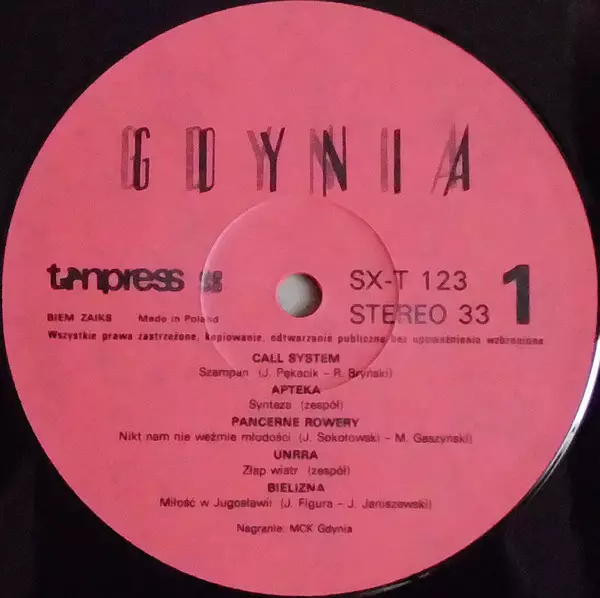 GDYNIA
tonpress
SX-T 123
STEREO 33
1
BIEM ZAIKS Made in Poland
Wszystkie prawa zastrzeżone, kopiowanie, odtwarzanie publiczne bez upoważnienia wzbronione
CALL SYSTEM
Szampan (J. Pękacik – R. Bryński)
APTEKA
Synteza (zespół)
PANCERNE ROWERY
Nikt nam nie weźmie młodości (J. Sokołowski – M. Gaszyński)
UNRRA
Złap wiatr (zespół)
BIELIZNA
Miłość w Jugosławii (J. Figura – J. Janiszewski)
Nagranie: MCK Gdynia